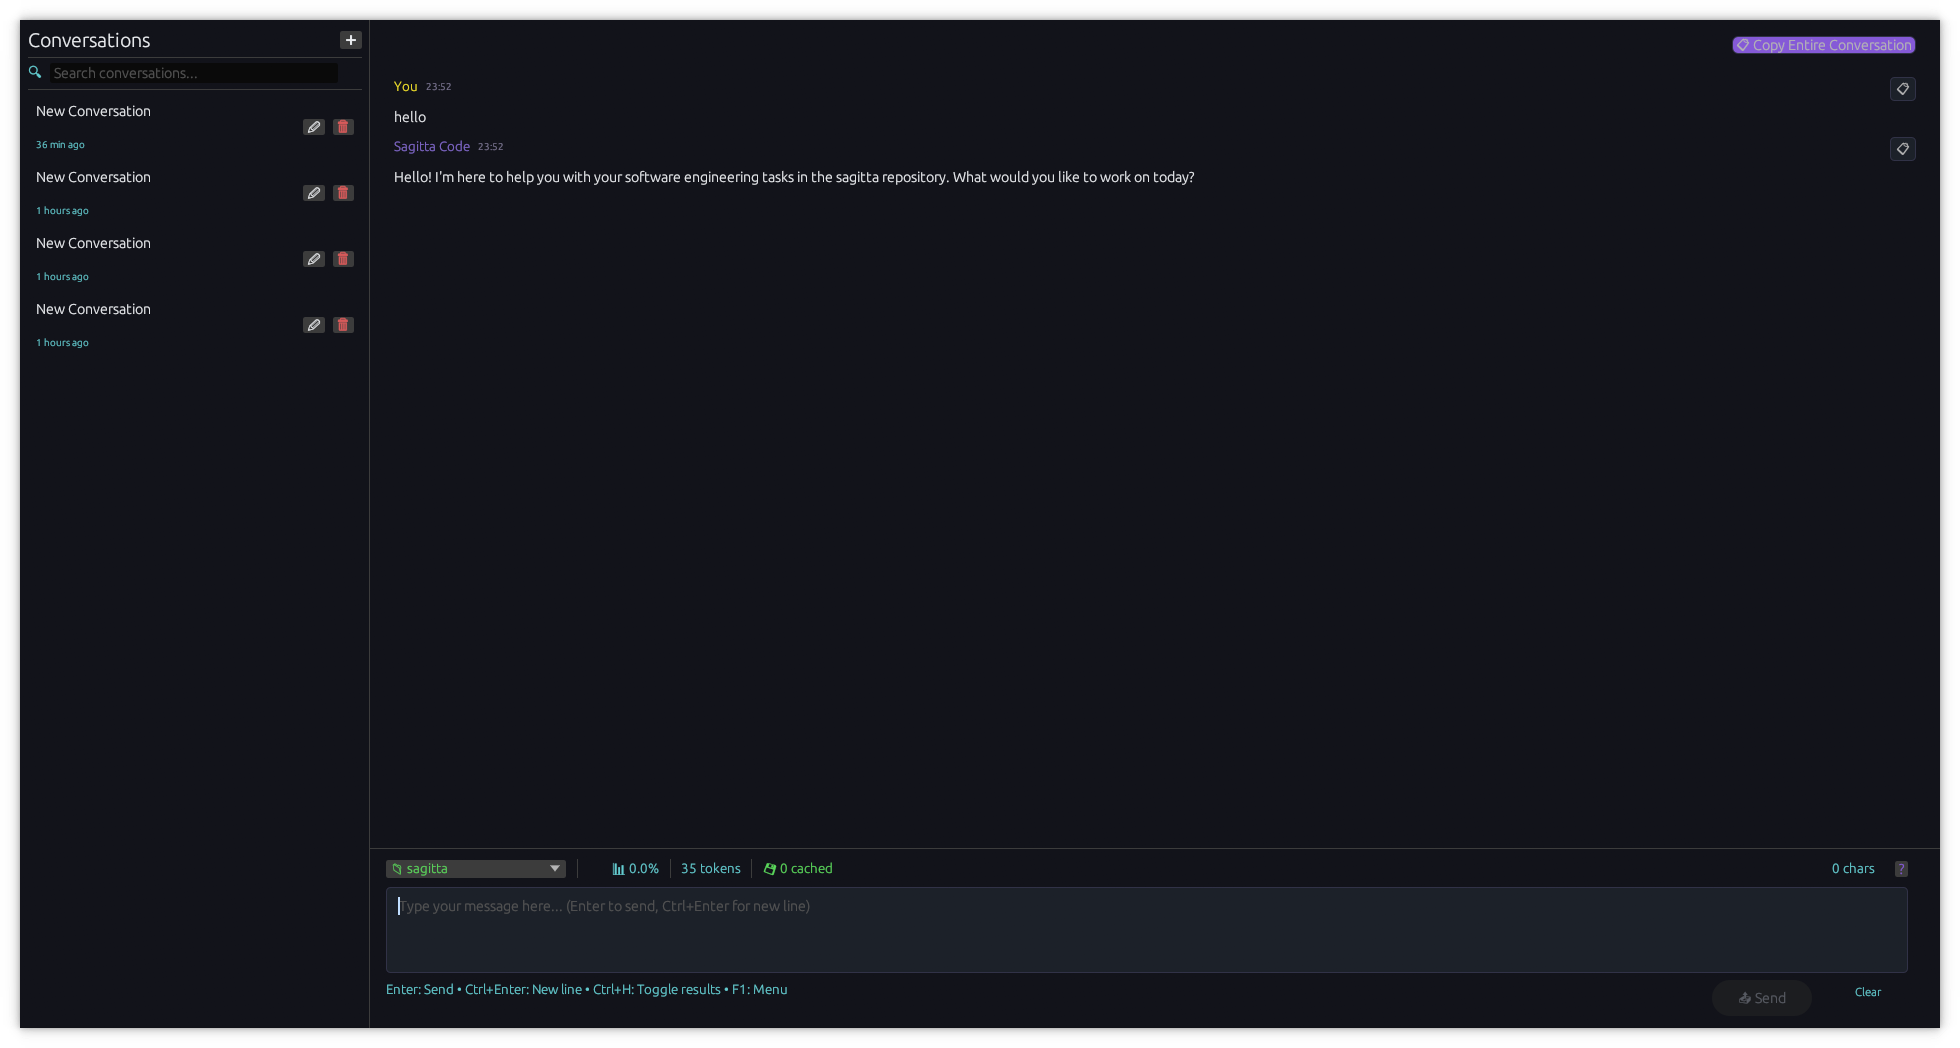 Conversations
Search conversations...
New Conversation
36 min ago
New Conversation
1 hours ago
New Conversation
1 hours ago
New Conversation
1 hours ago
Copy Entire Conversation
You 23:52
hello
Sagitta Code 23:52
Hello! I'm here to help you with your software engineering tasks in the sagitta repository. What would you like to work on today?
sagitta 0.0% 35 tokens 0 cached 0 chars ?
Type your message here... (Enter to send, Ctrl+Enter for new line)
Enter: Send • Ctrl+Enter: New line • Ctrl+H: Toggle results • F1: Menu
Send Clear